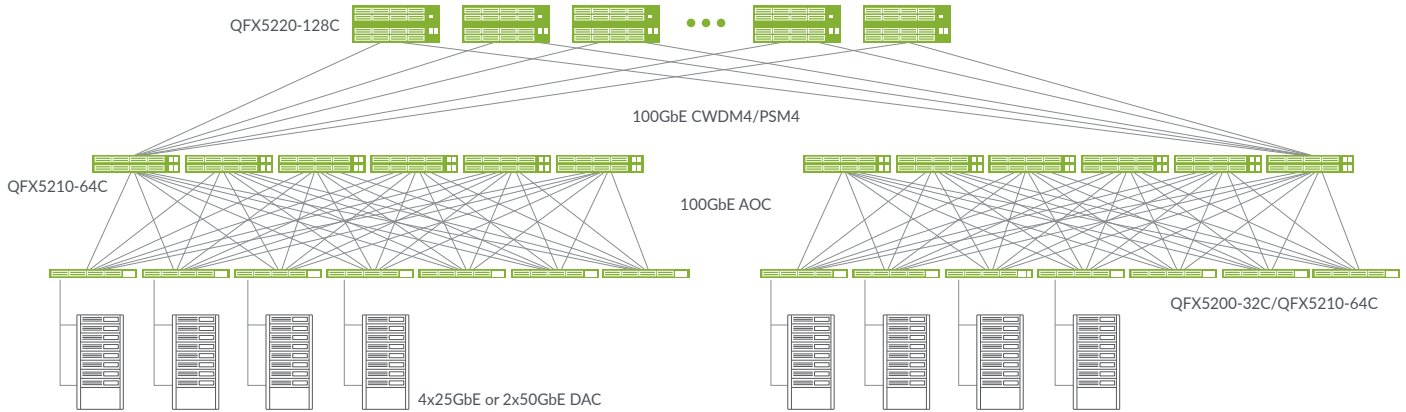 QFX5220-128C
100GbE CWDM4/PSM4
QFX5210-64C
100GbE AOC
QFX5200-32C/QFX5210-64C
4x25GbE or 2x50GbE DAC